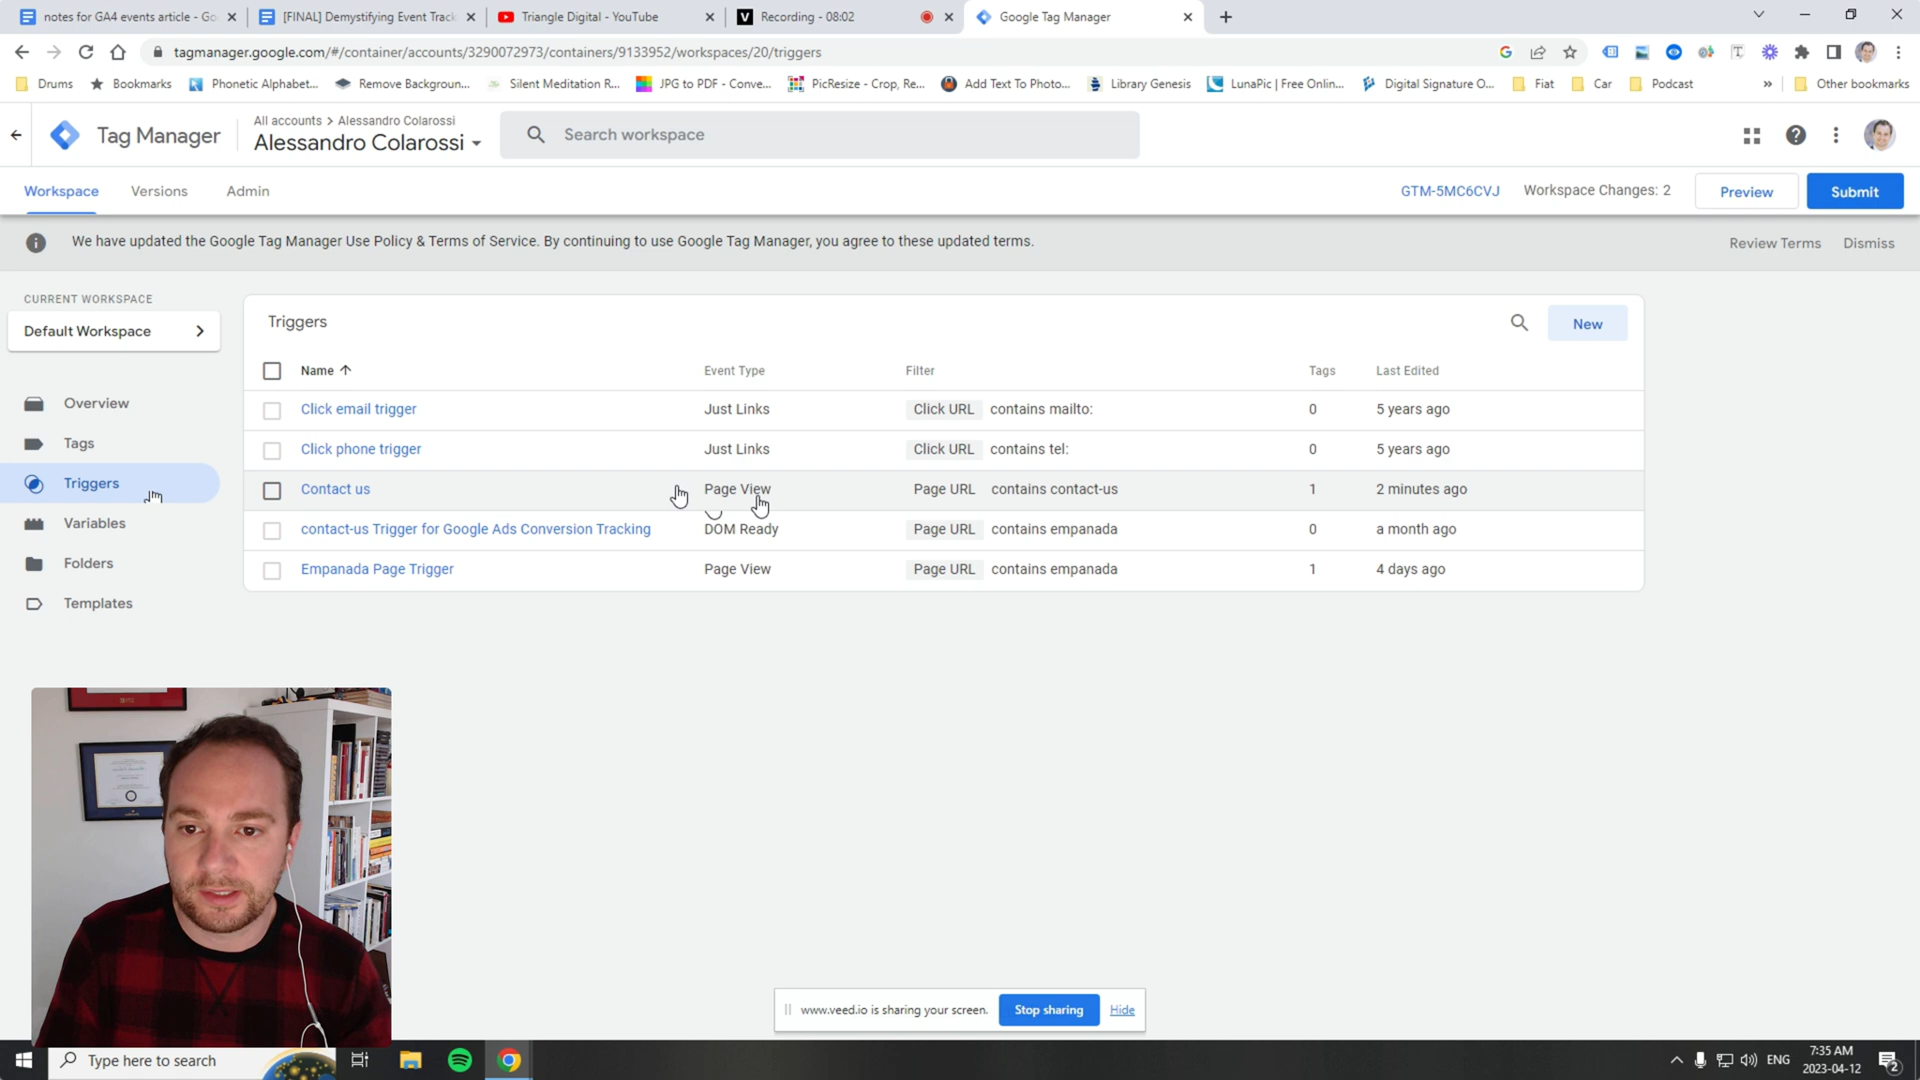 notes for GA4 events article - Go
[FINAL] Demystifying Event Track
Triangle Digital - YouTube
Recording - 08:02
Google Tag Manager
tagmanager.google.com/#/container/accounts/3290072973/containers/9133952/workspaces/20/triggers
Drums
Bookmarks
Phonetic Alphabet...
Remove Backgroun...
Silent Meditation R...
JPG to PDF - Conve...
PicResize - Crop, Re...
Add Text To Photo...
Library Genesis
LunaPic | Free Onlin...
Digital Signature O...
Fiat
Car
Podcast
Other bookmarks
Tag Manager
All accounts > Alessandro Colarossi
Alessandro Colarossi
Search workspace
Workspace
Versions
Admin
GTM-5MC6CVJ
Workspace Changes: 2
Preview
Submit
We have updated the Google Tag Manager Use Policy & Terms of Service. By continuing to use Google Tag Manager, you agree to these updated terms.
Review Terms
Dismiss
CURRENT WORKSPACE
Default Workspace
Overview
Tags
Triggers
Variables
Folders
Templates
Triggers
New
Name
Event Type
Filter
Tags
Last Edited
Click email trigger
Just Links
Click URL contains mailto:
0
5 years ago
Click phone trigger
Just Links
Click URL contains tel:
0
5 years ago
Contact us
Page View
Page URL contains contact-us
1
2 minutes ago
contact-us Trigger for Google Ads Conversion Tracking
DOM Ready
Page URL contains empanada
0
a month ago
Empanada Page Trigger
Page View
Page URL contains empanada
1
4 days ago
www.veed.io is sharing your screen.
Stop sharing
Hide
Type here to search
ENG
7:35 AM
2023-04-12
2